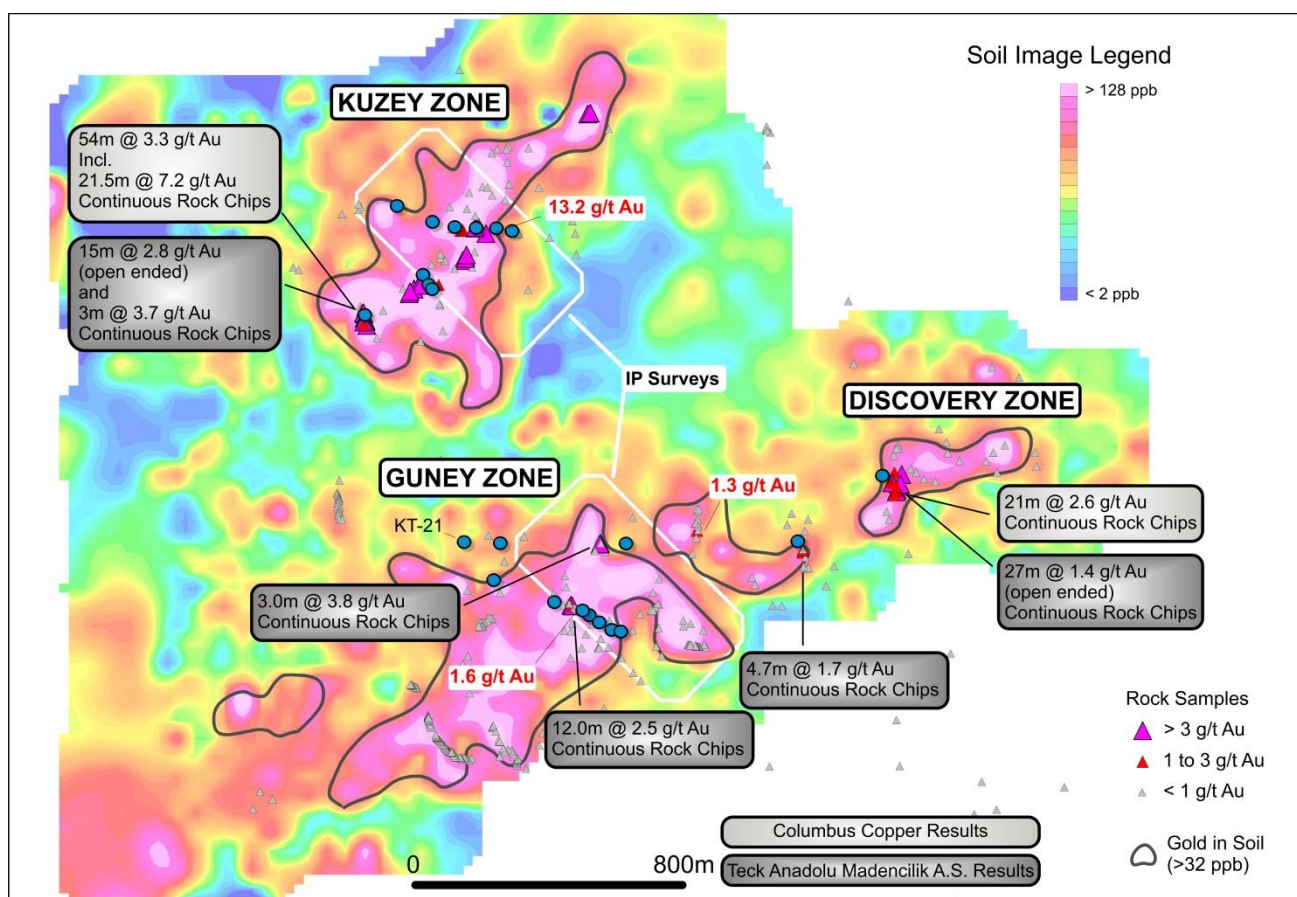 Soil Image Legend
> 128 ppb
< 2 ppb
KUZEY ZONE
54m @ 3.3 g/t Au
Incl.
21.5m @ 7.2 g/t Au
Continuous Rock Chips
15m @ 2.8 g/t Au
(open ended)
and
3m @ 3.7 g/t Au
Continuous Rock Chips
13.2 g/t Au
IP Surveys
DISCOVERY ZONE
GUNEY ZONE
1.3 g/t Au
21m @ 2.6 g/t Au
Continuous Rock Chips
KT-21
27m @ 1.4 g/t Au
(open ended)
Continuous Rock Chips
3.0m @ 3.8 g/t Au
Continuous Rock Chips
1.6 g/t Au
4.7m @ 1.7 g/t Au
Continuous Rock Chips
12.0m @ 2.5 g/t Au
Continuous Rock Chips
Rock Samples
> 3 g/t Au
1 to 3 g/t Au
< 1 g/t Au
Gold in Soil
(>32 ppb)
Columbus Copper Results
Teck Anadolu Madencilik A.S. Results
0 800m